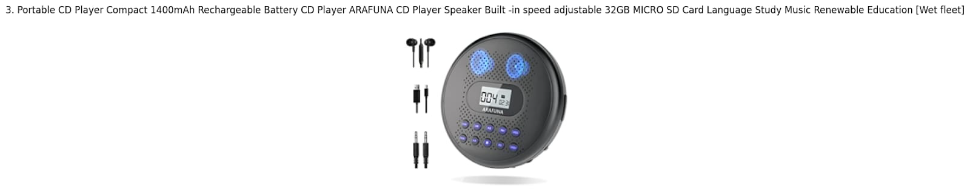 3. Portable CD Player Compact 1400mAh Rechargeable Battery CD Player ARAFUNA CD Player Speaker Built -in speed adjustable 32GB MICRO SD Card Language Study Music Renewable Education [Wet fleet]
004
ARAFUNA